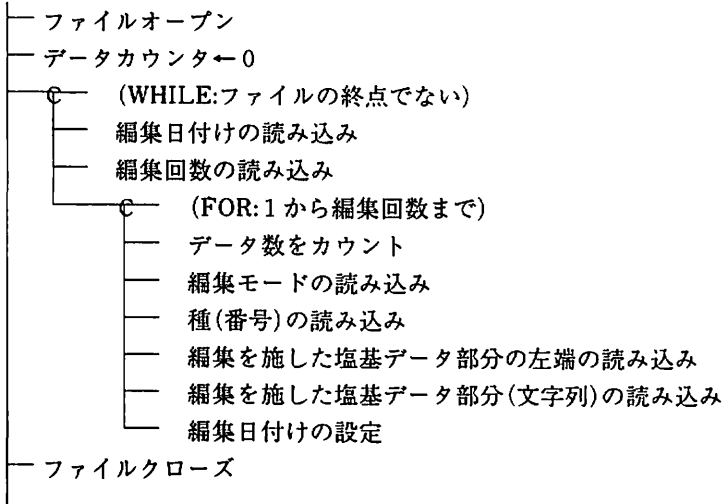 ファイルオープン
データカウンタ←0
C (WHILE:ファイルの終点でない)
編集日付けの読み込み
編集回数の読み込み
C (FOR:1から編集回数まで)
データ数をカウント
編集モードの読み込み
種(番号)の読み込み
編集を施した塩基データ部分の左端の読み込み
編集を施した塩基データ部分(文字列)の読み込み
編集日付けの設定
ファイルクローズ